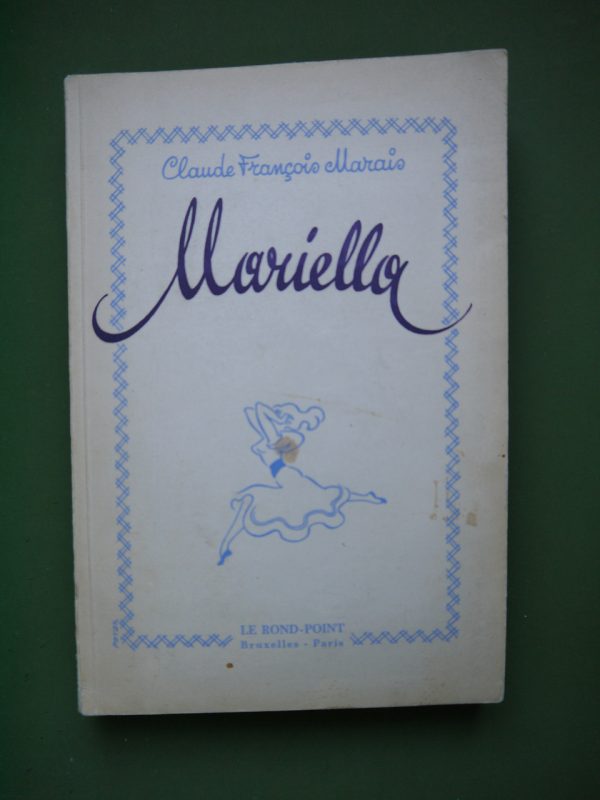 Claude François Marais
Mariella
LE ROND-POINT
Bruxelles - Paris